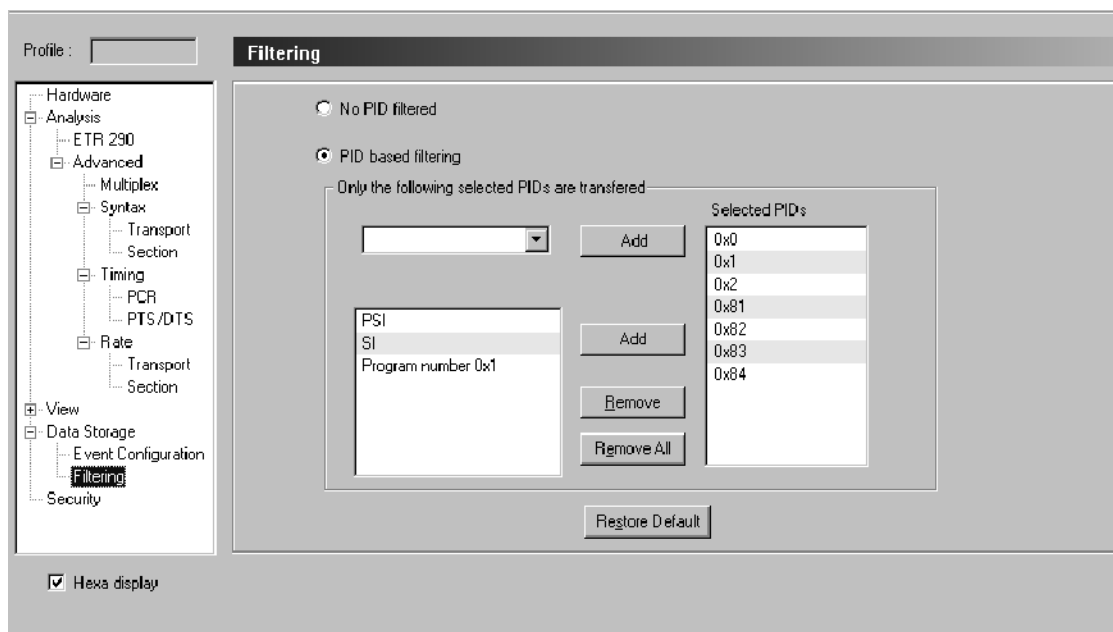 Profile :
Filtering
Hardware
Analysis
ETR 290
Advanced
Multiplex
Syntax
Transport
Section
Timing
PCR
PTS/DTS
Rate
Transport
Section
View
Data Storage
Event Configuration
Filtering
Security
Hexa display
No PID filtered
PID based filtering
Only the following selected PIDs are transfered
Add
PSI
SI
Program number 0x1
Add
Remove
Remove All
Selected PIDs
0x0
0x1
0x2
0x81
0x82
0x83
0x84
Restore Default